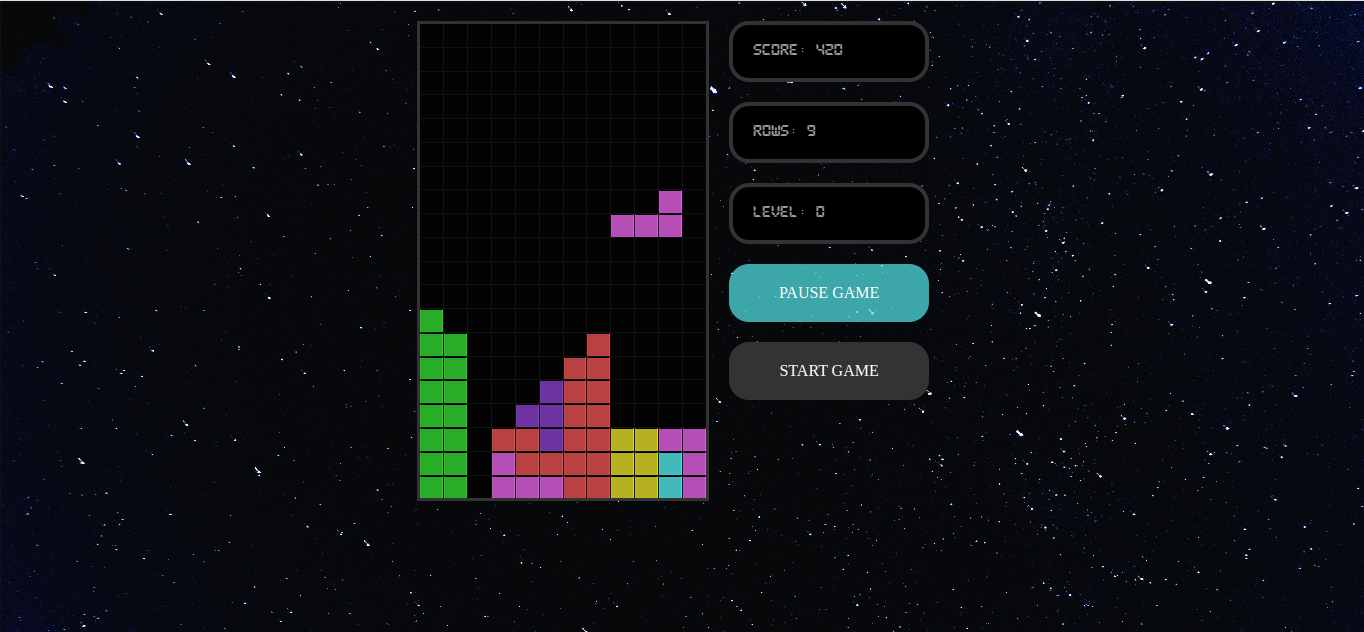 SCORE: 420
ROWS: 9
LEVEL: 0
PAUSE GAME
START GAME